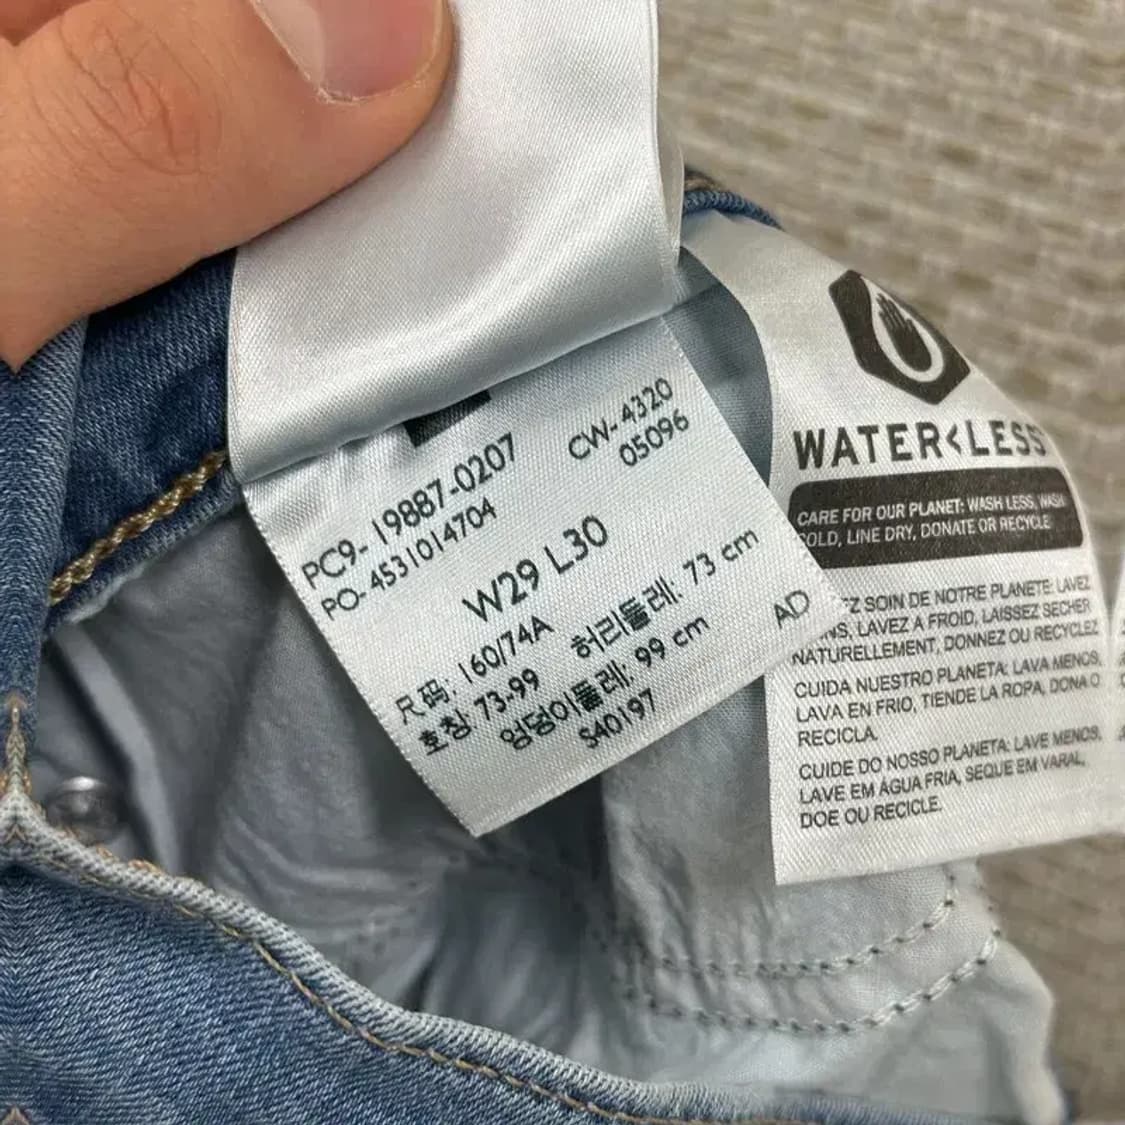 PC9-19887-0207
CW-4320
PO-4531014704
05096
W29 L30
尺码: 160/74A
허리둘레: 73 cm
호칭 73-99
엉덩이둘레: 99 cm
AD
S40197
WATER<LESS
CARE FOR OUR PLANET: WASH LESS, WASH
COLD, LINE DRY, DONATE OR RECYCLE
SOIN DE NOTRE PLANETE: LAVEZ
LAVEZ A FROID, LAISSEZ SECHER
NATURELLEMENT, DONNEZ OU RECYCLEZ
CUIDA NUESTRO PLANETA: LAVA MENOS,
LAVA EN FRIO, TIENDE LA ROPA, DONA O
RECICLA.
CUIDE DO NOSSO PLANETA: LAVE MENOS,
LAVE EM ÁGUA FRIA, SEQUE EM VARAL,
DOE OU RECICLE.